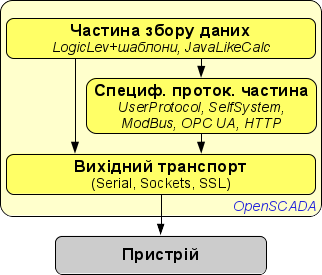 Частина збору даних
LogicLev+шаблони, JavaLikeCalc
Специф. проток. частина
UserProtocol, SelfSystem,
ModBus, OPC UA, HTTP
Вихідний транспорт
(Serial, Sockets, SSL)
OpenSCADA
Пристрій